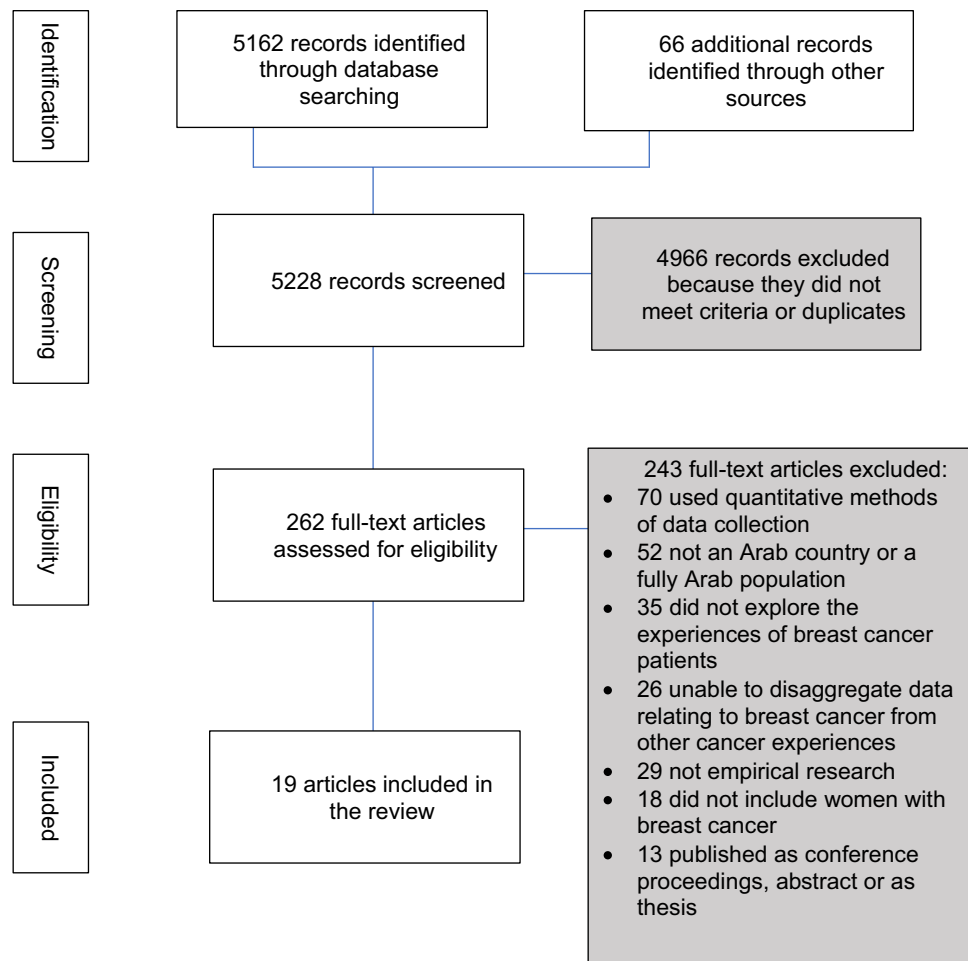 Identification
5162 records identified
through database
searching
66 additional records
identified through other
sources
Screening
5228 records screened
4966 records excluded
because they did not
meet criteria or duplicates
Eligibility
262 full-text articles
assessed for eligibility
243 full-text articles excluded:
• 70 used quantitative methods
of data collection
• 52 not an Arab country or a
fully Arab population
• 35 did not explore the
experiences of breast cancer
patients
• 26 unable to disaggregate data
relating to breast cancer from
other cancer experiences
• 29 not empirical research
• 18 did not include women with
breast cancer
• 13 published as conference
proceedings, abstract or as
thesis
Included
19 articles included in
the review